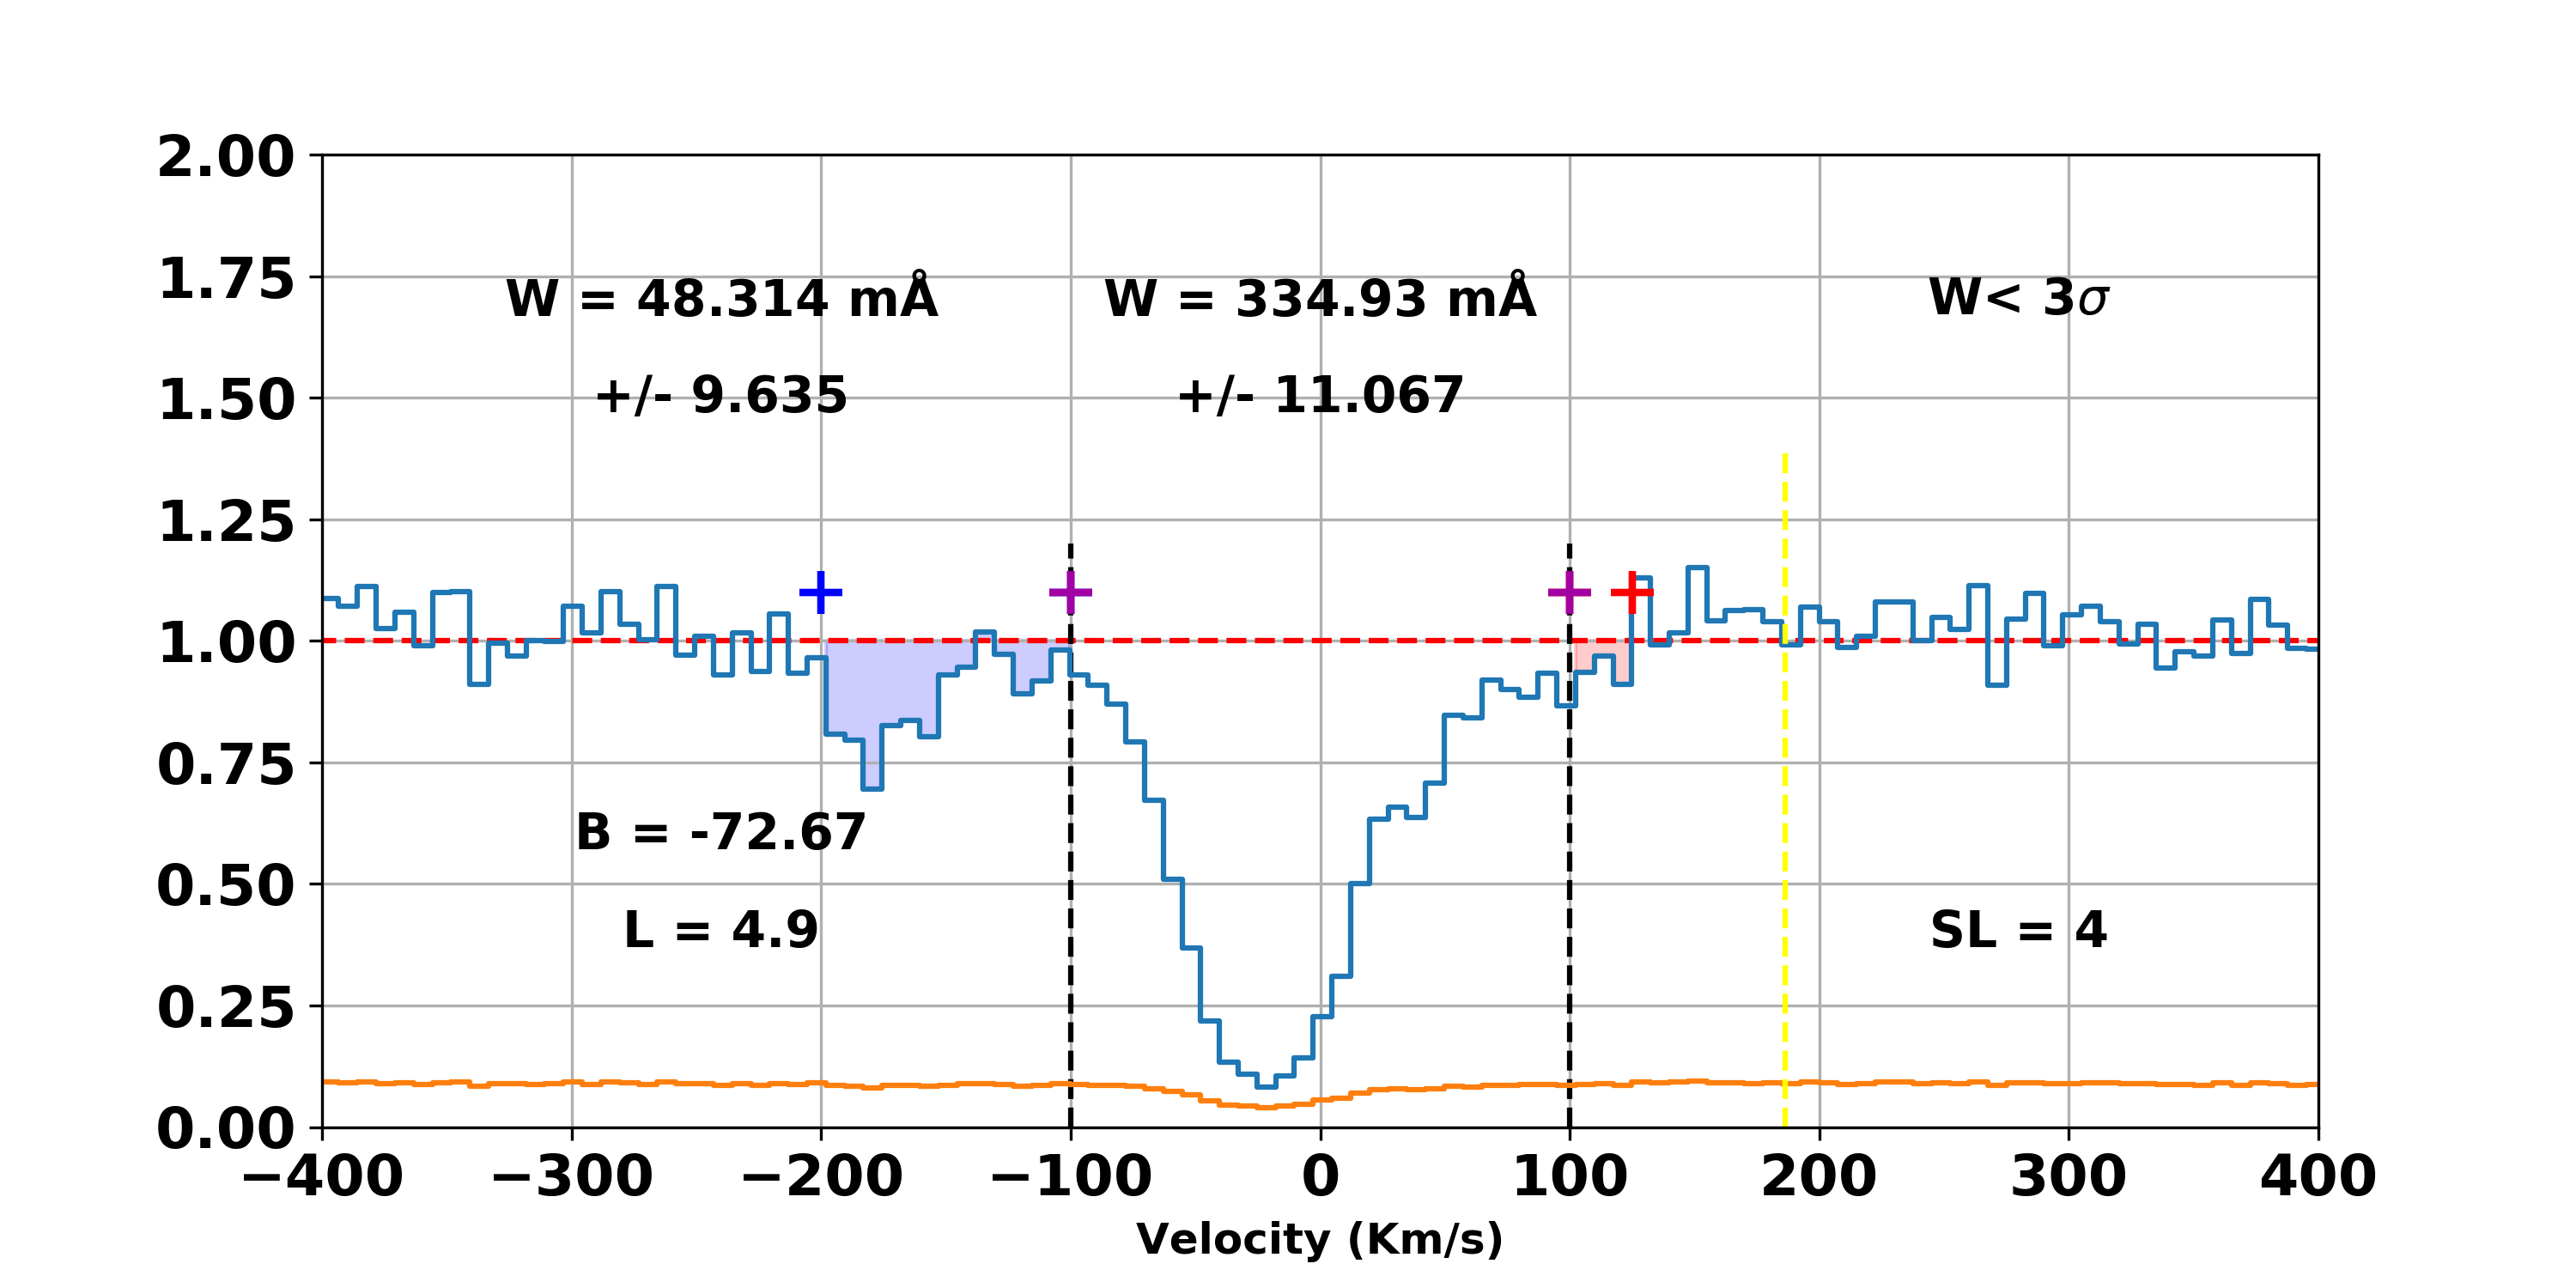 2.00
1.75
1.50
1.25
1.00
0.75
0.50
0.25
0.00
W = 48.314 mÅ
+/- 9.635
W = 334.93 mÅ
+/- 11.067
W< 3σ
B = -72.67
L = 4.9
SL = 4
−400 −300 −200 −100 0 100 200 300 400
Velocity (Km/s)